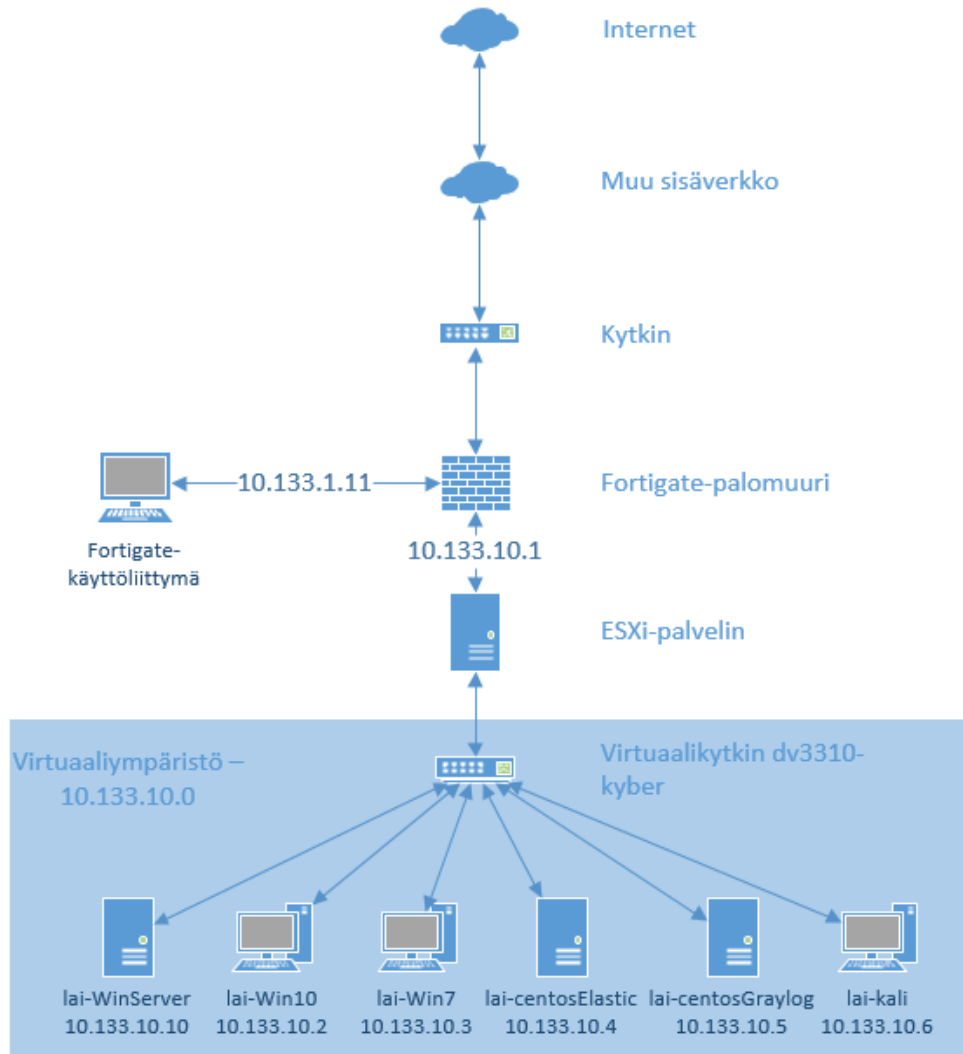 Internet
Muu sisäverkko
Kytkin
10.133.1.11
Fortigate-palomuuri
Fortigate-
käyttöliittymä
10.133.10.1
ESXi-palvelin
Virtuaaliympäristö –
10.133.10.0
Virtuaalikytkin dv3310-
kyber
lai-WinServer
10.133.10.10
lai-Win10
10.133.10.2
lai-Win7
10.133.10.3
lai-centosElastic
10.133.10.4
lai-centosGraylog
10.133.10.5
lai-kali
10.133.10.6